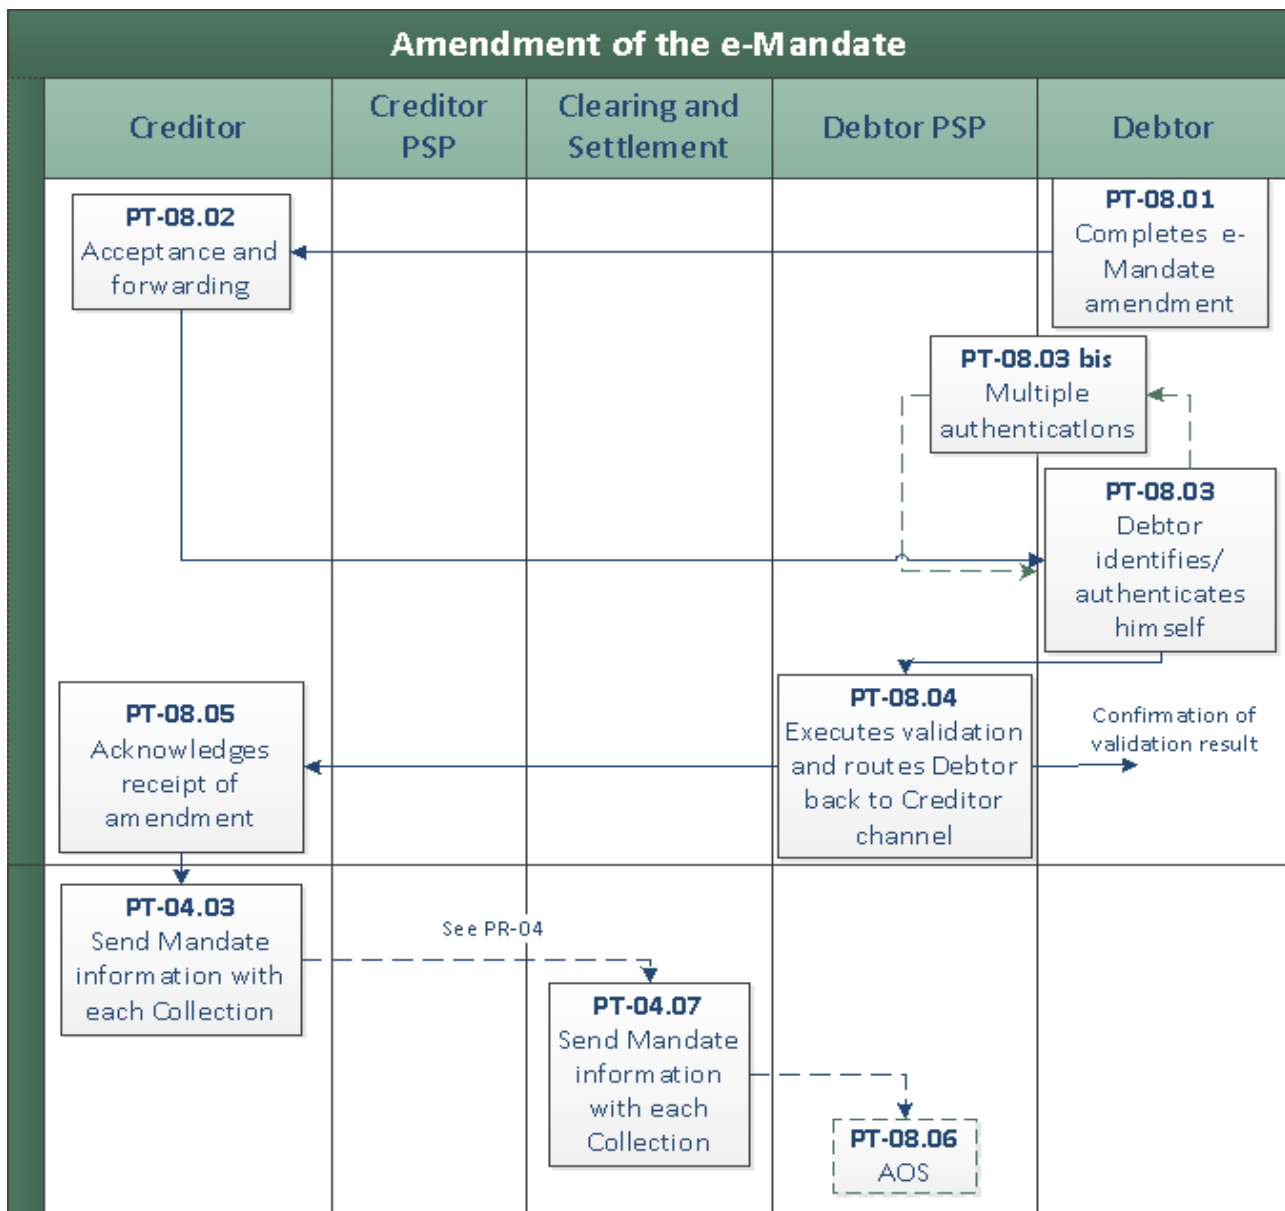 Amendment of the e-Mandate
Creditor
Creditor
PSP
Clearing and
Settlement
Debtor PSP
Debtor
PT-08.02
Acceptance and
forwarding
PT-08.01
Completes e-
Mandate
amendment
PT-08.03 bis
Multiple
authentications
PT-08.03
Debtor
identifies/
authenticates
himself
PT-08.05
Acknowledges
receipt of
amendment
PT-08.04
Executes validation
and routes Debtor
back to Creditor
channel
Confirmation of
validation result
PT-04.03
Send Mandate
information with
each Collection
See PR-04
PT-04.07
Send Mandate
information
with each
Collection
PT-08.06
AOS